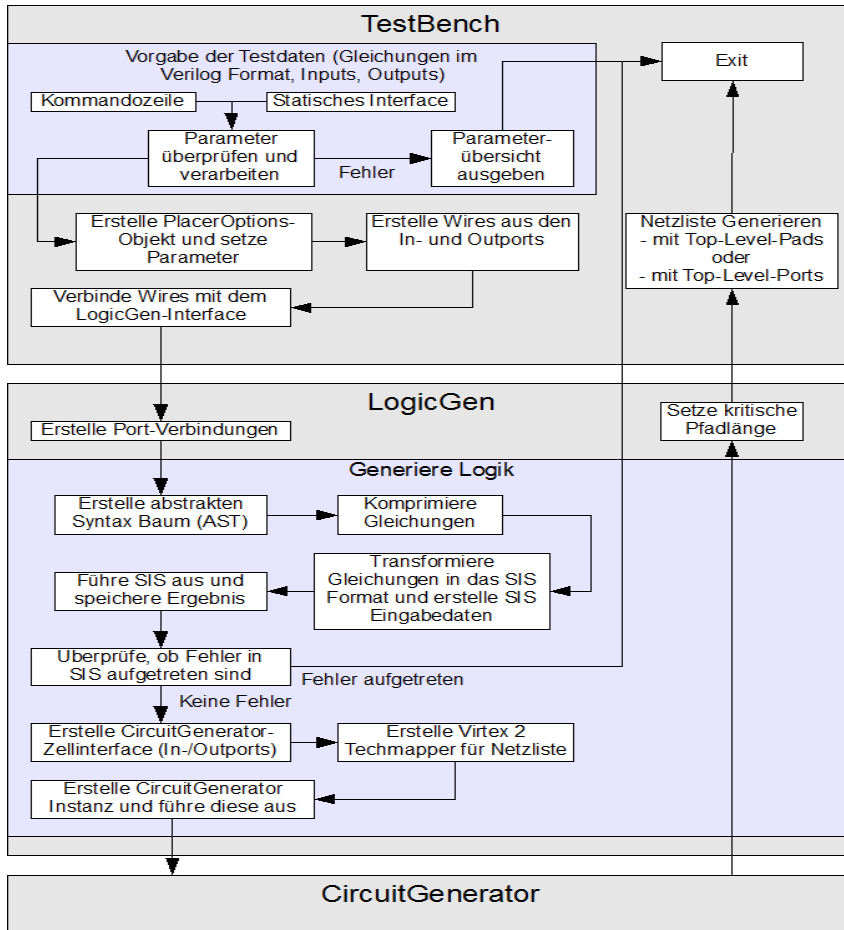 TestBench
Vorgabe der Testdaten (Gleichungen im
Verilog Format, Inputs, Outputs)
Kommandozeile
Statisches Interface
Parameter
überprüfen und
verarbeiten
Fehler
Parameter-
übersicht
ausgeben
Exit
Erstelle PlacerOptions-
Objekt und setze
Parameter
Erstelle Wires aus den
In- und Outports
Netzliste Generieren
- mit Top-Level-Pads
oder
- mit Top-Level-Ports
Verbinde Wires mit dem
LogicGen-Interface
LogicGen
Erstelle Port-Verbindungen
Setze kritische
Pfadlänge
Generiere Logik
Erstelle abstrakten
Syntax Baum (AST)
Komprimiere
Gleichungen
Transformiere
Gleichungen in das SIS
Format und erstelle SIS
Eingabedaten
Führe SIS aus und
speichere Ergebnis
Überprüfe, ob Fehler in
SIS aufgetreten sind
Fehler aufgetreten
Keine Fehler
Erstelle CircuitGenerator-
Zellinterface (In-/Outports)
Erstelle Virtex 2
Techmapper für Netzliste
Erstelle CircuitGenerator
Instanz und führe diese aus
CircuitGenerator